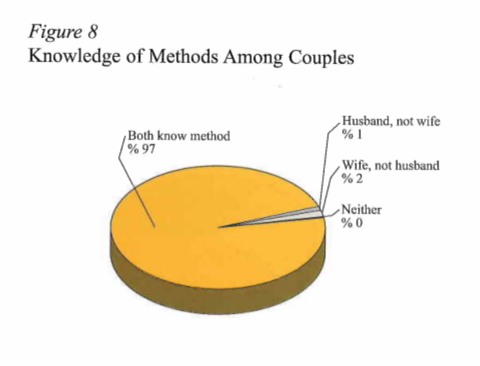 Figure 8
Knowledge of Methods Among Couples
Husband, not wife
% 1
Both know method
% 97
Wife, not husband
% 2
Neither
% 0